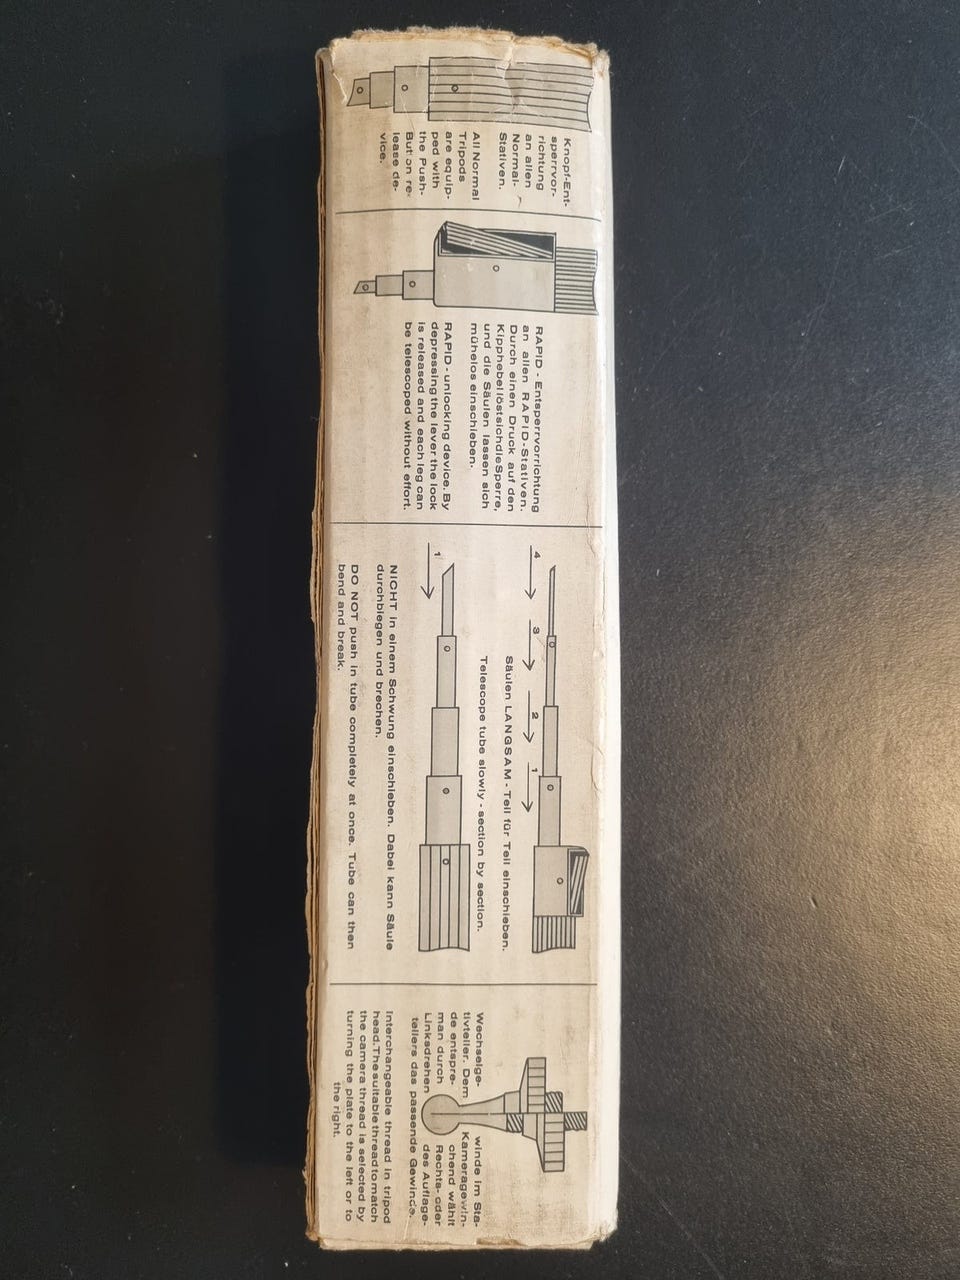 Knopf-Ent-
sperrvor-
richtung
an allen
Normal-
Stativen.
All Normal
Tripods
are equip-
ped with
the Push-
But on re-
lease de-
vice.
RAPID - Entsperrvorrichtung
an allen RAPID-Stativen.
Durch einen Druck auf den
Kipphebel löst sich die Sperre,
und die Säulen lassen sich
mühelos einschieben.
RAPID - unlocking device. By
depressing the lever the lock
is released and each leg can
be telescoped without effort.
4 3 2 1
Säulen LANGSAM - Teil für Teil einschieben.
Telescope tube slowly - section by section.
1
NICHT in einem Schwung einschieben. Dabei kann Säule
durchbiegen und brechen.
DO NOT push in tube completely at once. Tube can then
bend and break.
Wechselge- winde im Sta-
tivteller. Dem Kameragewin-
de entspre- chend wählt
man durch Rechts- oder
Linksdrehen des Auflage-
tellers das passende Gewinde.
Interchangeable thread in tripod
head. The suitable thread to match
the camera thread is selected by
turning the plate to the left or to
the right.